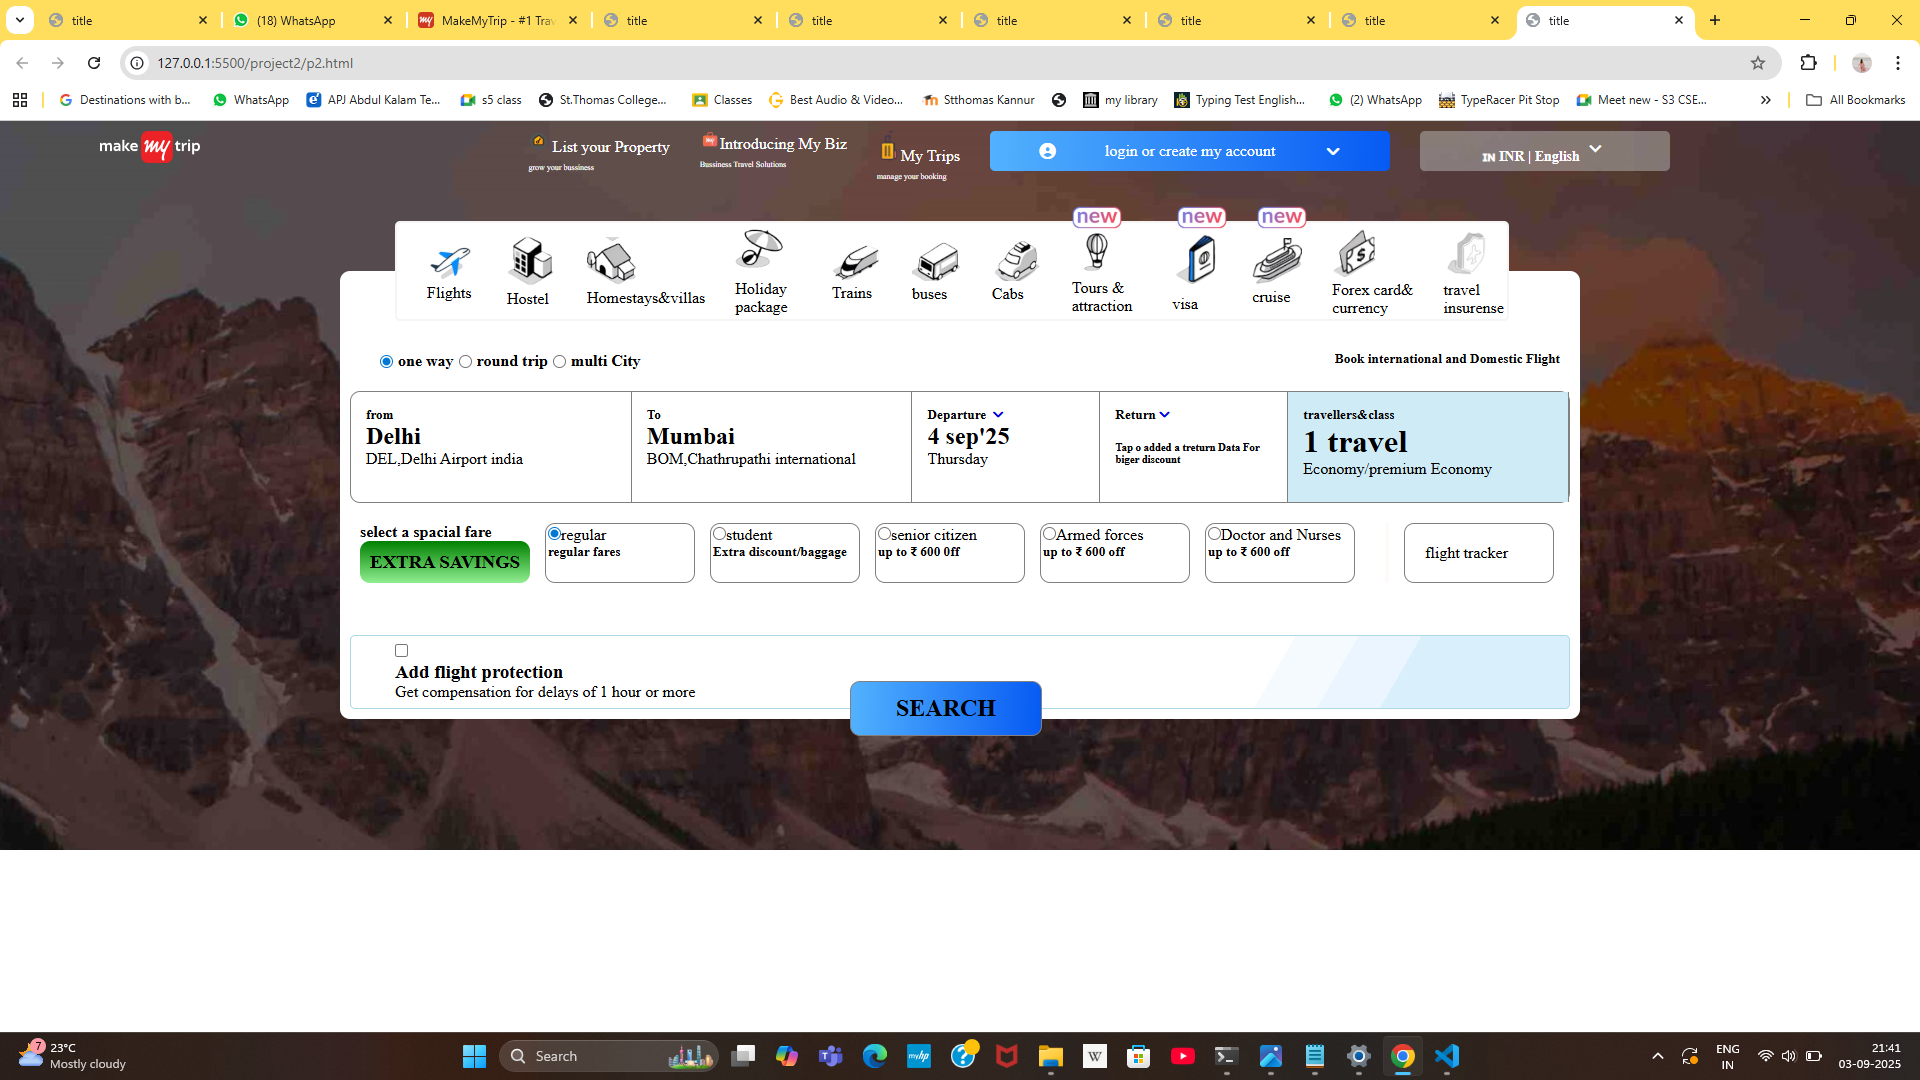 title
(18) WhatsApp
MakeMyTrip - #1 Trav
title
title
title
title
title
title
127.0.0.1:5500/project2/p2.html
Destinations with b...
WhatsApp
APJ Abdul Kalam Te...
s5 class
St.Thomas College...
Classes
Best Audio & Video...
Stthomas Kannur
my library
Typing Test English...
(2) WhatsApp
TypeRacer Pit Stop
Meet new - S3 CSE...
All Bookmarks
make my trip
List your Property
grow your bussiness
Introducing My Biz
Bussiness Travel Solutions
My Trips
manage your booking
login or create my account
IN INR | English
new
new
new
Flights
Hostel
Homestays&villas
Holiday
package
Trains
buses
Cabs
Tours &
attraction
visa
cruise
Forex card&
currency
travel
insurense
one way round trip multi City
Book international and Domestic Flight
from
Delhi
DEL,Delhi Airport india
To
Mumbai
BOM,Chathrupathi international
Departure
4 sep'25
Thursday
Return
Tap o added a treturn Data For
biger discount
travellers&class
1 travel
Economy/premium Economy
select a spacial fare
EXTRA SAVINGS
regular
regular fares
student
Extra discount/baggage
senior citizen
up to ₹ 600 0ff
Armed forces
up to ₹ 600 off
Doctor and Nurses
up to ₹ 600 off
flight tracker
Add flight protection
Get compensation for delays of 1 hour or more
SEARCH
7
23°C
Mostly cloudy
Search
myhp
W
ENG
IN
21:41
03-09-2025